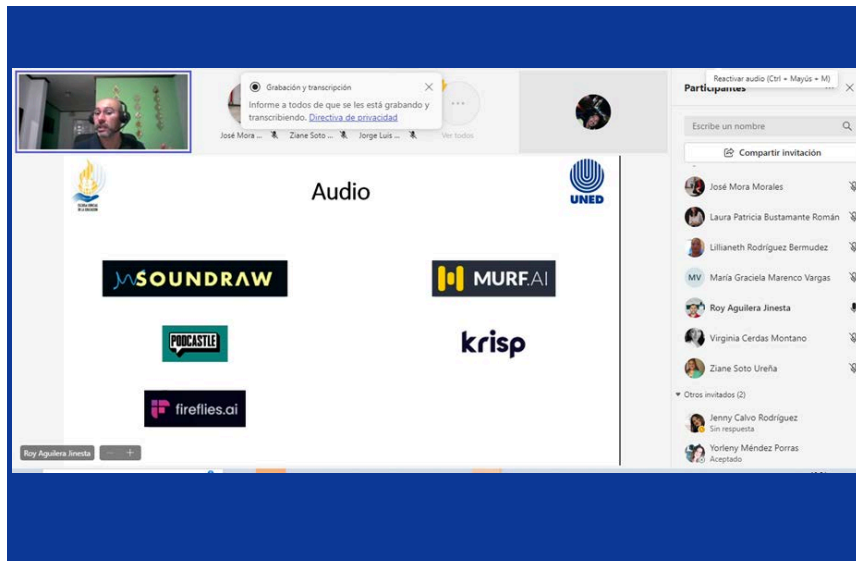 Grabación y transcripción
Informe a todos de que se les está grabando y
transcribiendo. Directiva de privacidad
José Mora ...
Ziane Soto ...
Jorge Luis ...
Ver todos
Reactivar audio (Ctrl + Mayús + M)
Participantes
Escribe un nombre
Compartir invitación
José Mora Morales
Laura Patricia Bustamante Román
Lillianeth Rodríguez Bermudez
MV María Graciela Marenco Vargas
Roy Aguilera Jinesta
Virginia Cerdas Montano
Ziane Soto Ureña
Otros invitados (2)
Jenny Calvo Rodríguez
Sin respuesta
Yorleny Méndez Porras
Aceptado
Audio
UNED
SOUNDRAW
MURF.AI
PODCASTLE
krisp
fireflies.ai
Roy Aguilera Jinesta